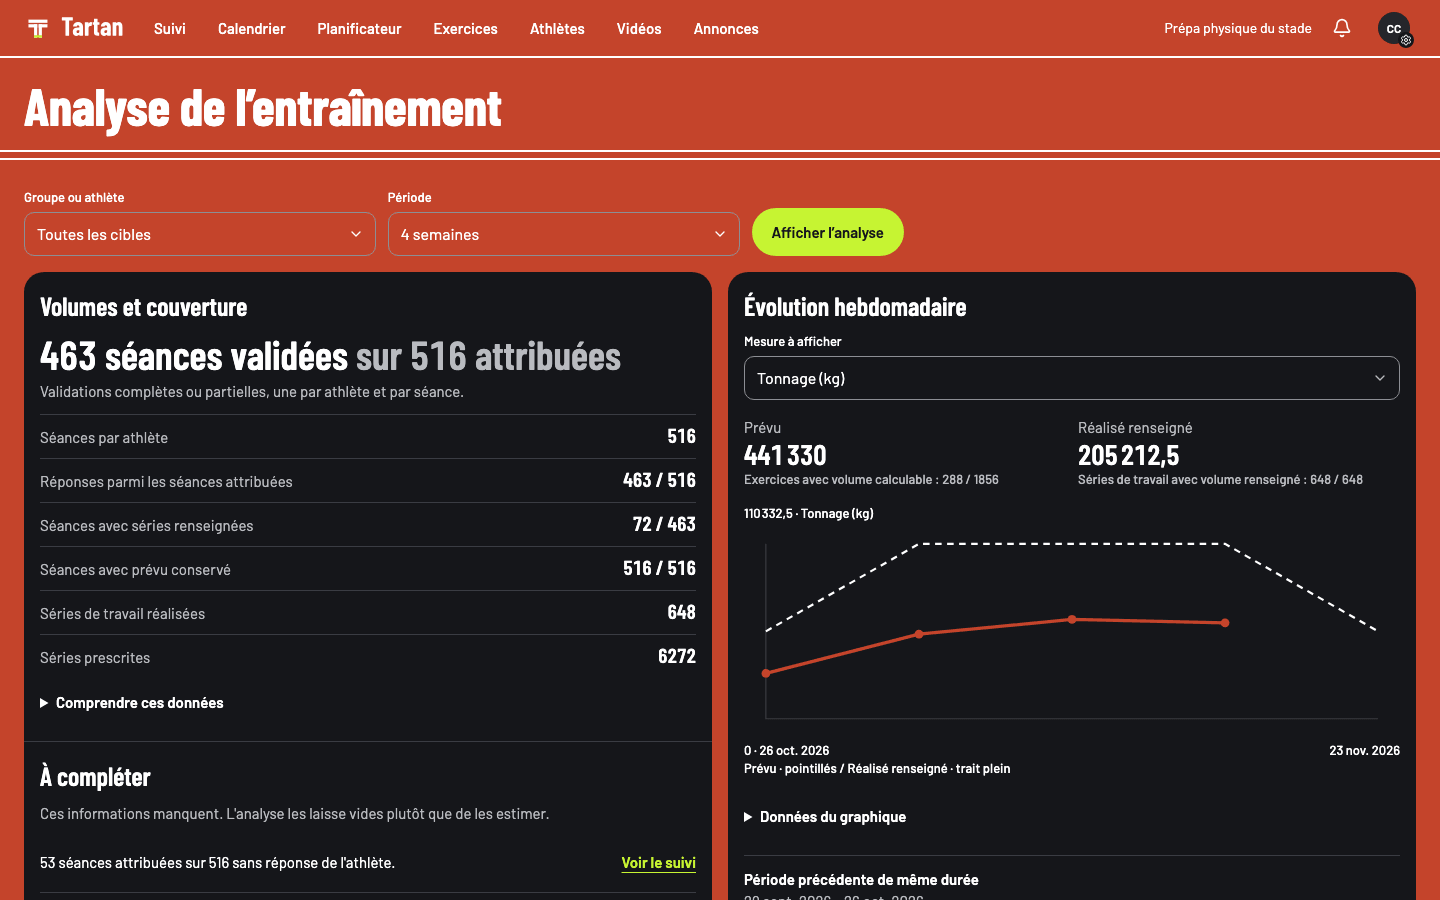 Tartan
Suivi
Calendrier
Planificateur
Exercices
Athlètes
Vidéos
Annonces
Prépa physique du stade
CC
Analyse de l’entraînement
Groupe ou athlète
Toutes les cibles
Période
4 semaines
Afficher l’analyse
Volumes et couverture
463 séances validées sur 516 attribuées
Validations complètes ou partielles, une par athlète et par séance.
Séances par athlète 516
Réponses parmi les séances attribuées 463 / 516
Séances avec séries renseignées 72 / 463
Séances avec prévu conservé 516 / 516
Séries de travail réalisées 648
Séries prescrites 6272
Comprendre ces données
À compléter
Ces informations manquent. L'analyse les laisse vides plutôt que de les estimer.
53 séances attribuées sur 516 sans réponse de l'athlète. Voir le suivi
Évolution hebdomadaire
Mesure à afficher
Tonnage (kg)
Prévu
441 330
Exercices avec volume calculable : 288 / 1856
Réalisé renseigné
205 212,5
Séries de travail avec volume renseigné : 648 / 648
110 332,5 · Tonnage (kg)
0 · 26 oct. 2026 23 nov. 2026
Prévu · pointillés / Réalisé renseigné · trait plein
Données du graphique
Période précédente de même durée